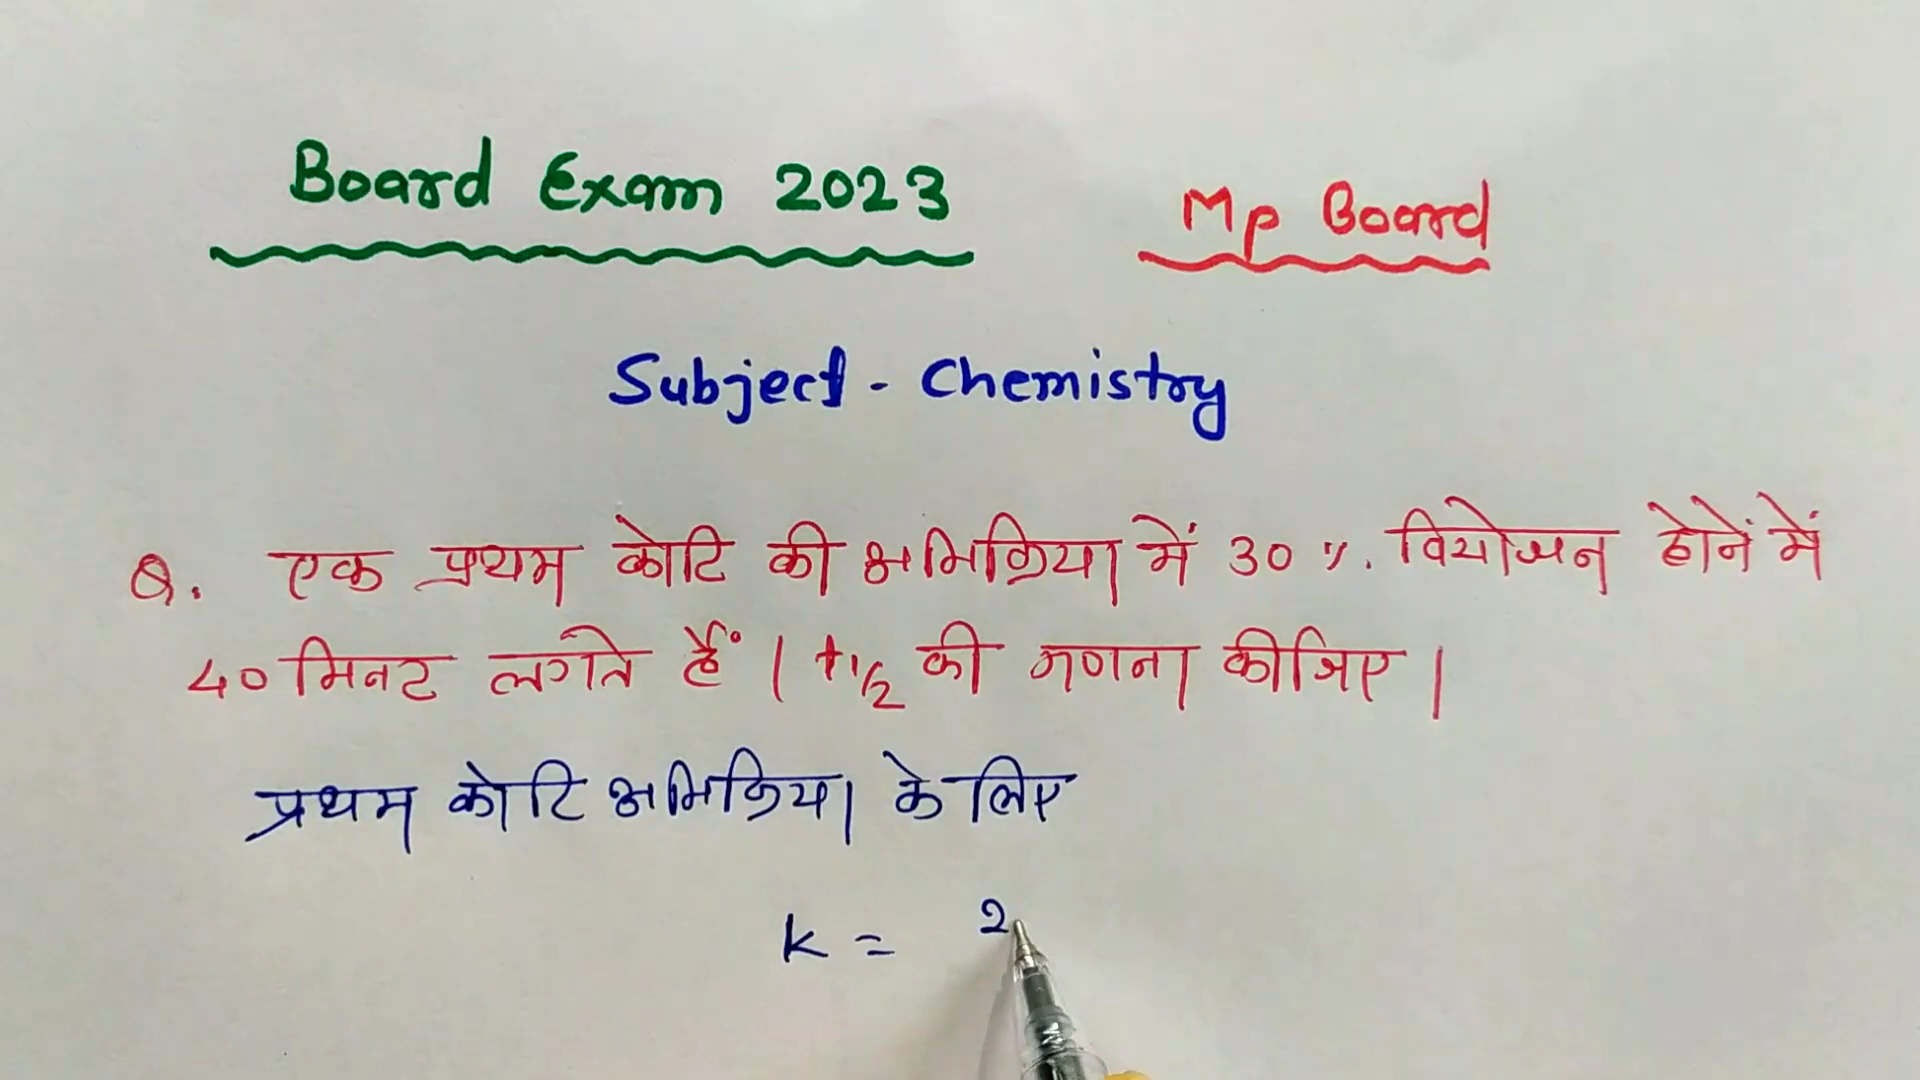 Board Exam 2023
Mp Board
Subject - Chemistry
Q. एक प्रथम कोटि की अभिक्रिया में 30 %. वियोजन होनें में
40 मिनट लगते हैं । t1/2 की गणना कीजिए ।
प्रथम कोटि अभिक्रिया के लिए
k = 2